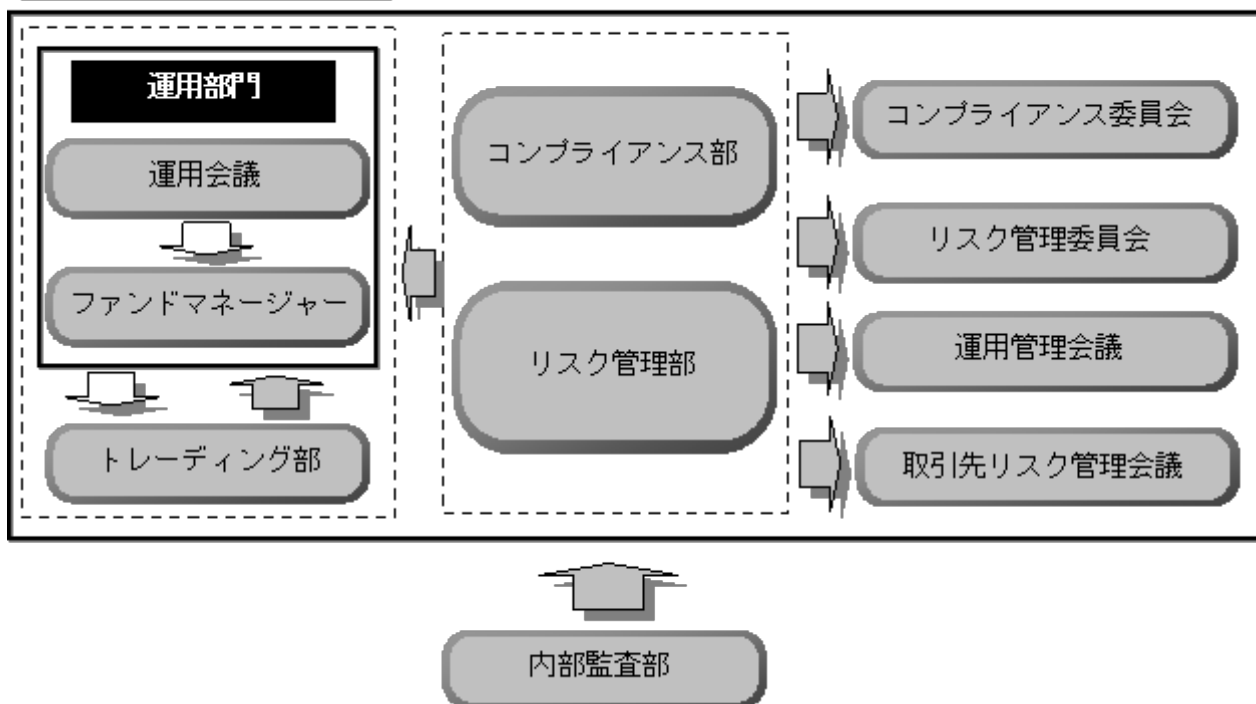 運用部門
運用会議
ファンドマネージャー
トレーディング部
コンプライアンス部
リスク管理部
コンプライアンス委員会
リスク管理委員会
運用管理会議
取引先リスク管理会議
内部監査部